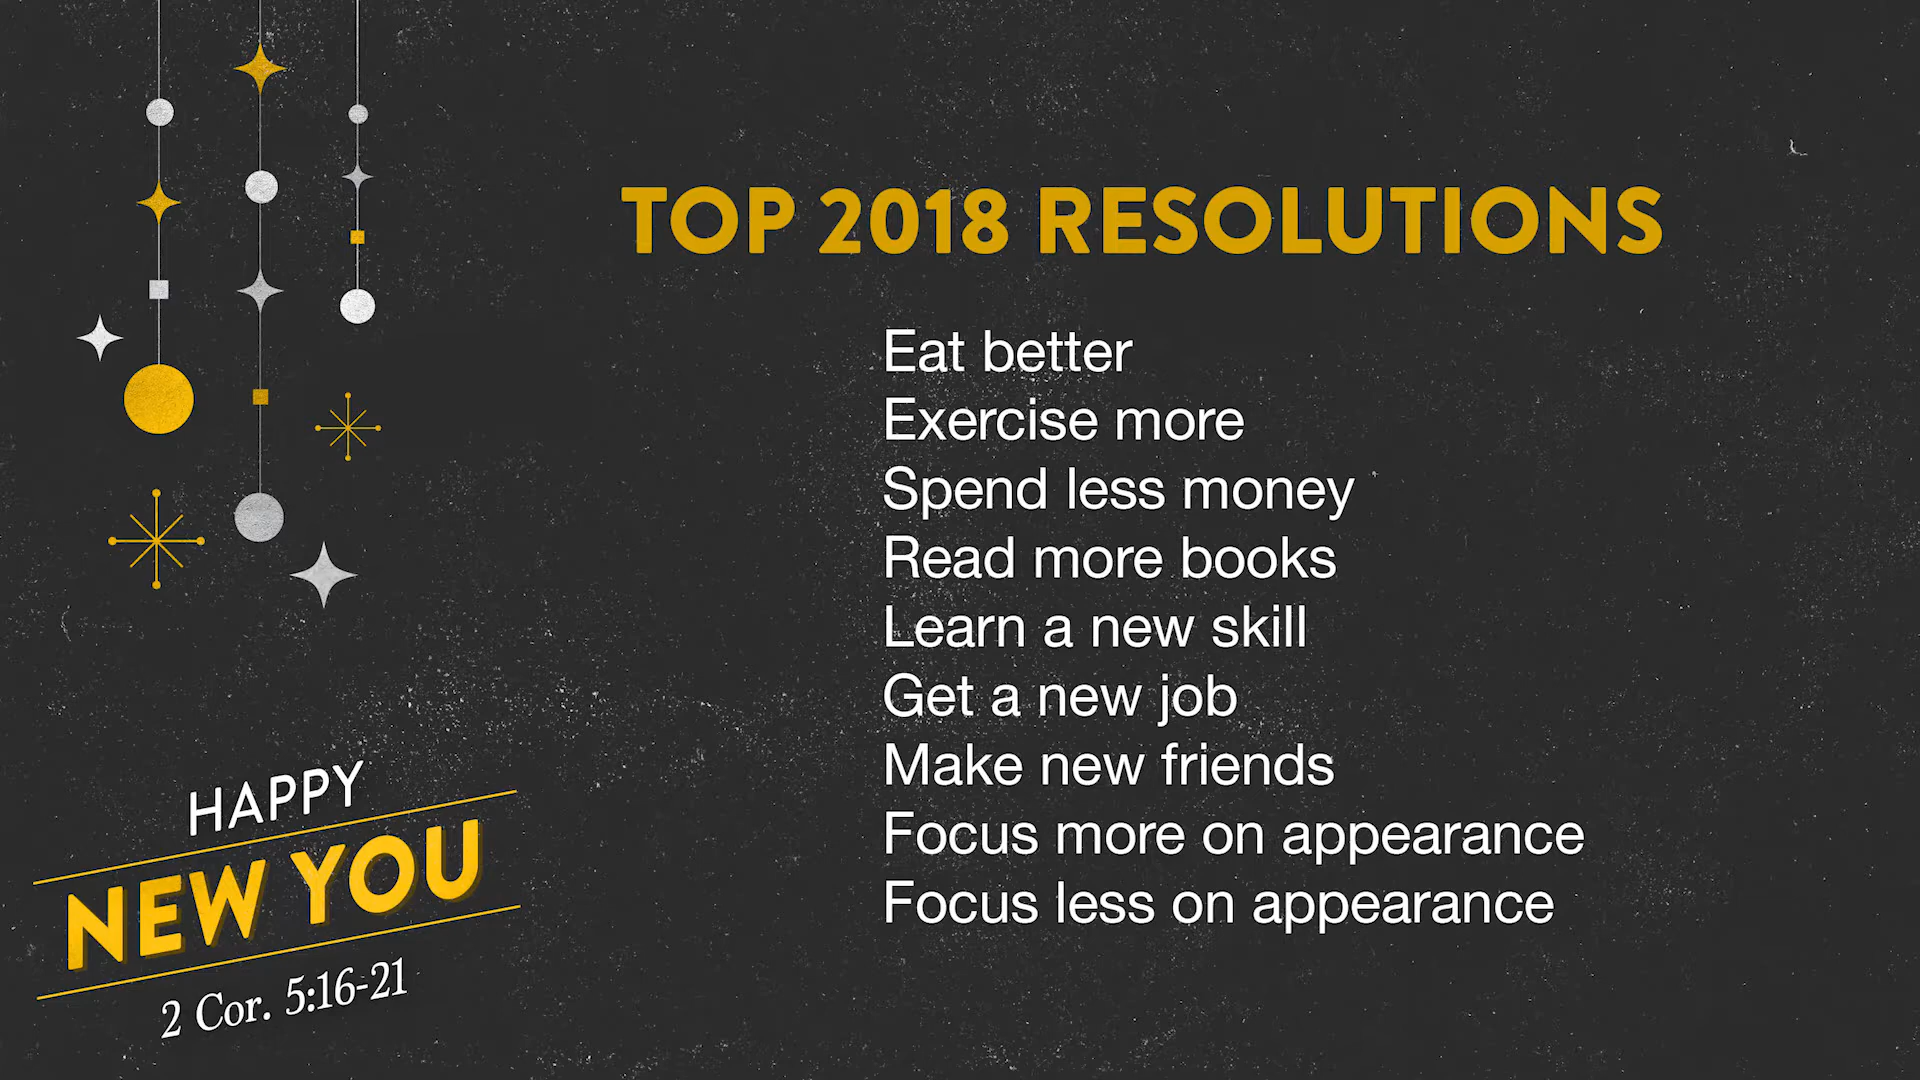 TOP 2018 RESOLUTIONS
Eat better
Exercise more
Spend less money
Read more books
Learn a new skill
Get a new job
Make new friends
Focus more on appearance
Focus less on appearance
HAPPY
NEW YOU
2 Cor. 5:16-21